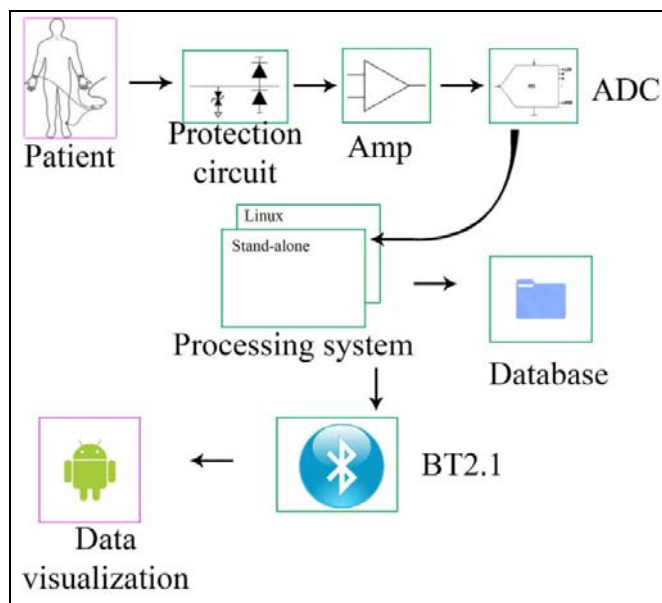 Patient
Protection
circuit
Amp
ADC
Linux
Stand-alone
Processing system
Database
BT2.1
Data
visualization